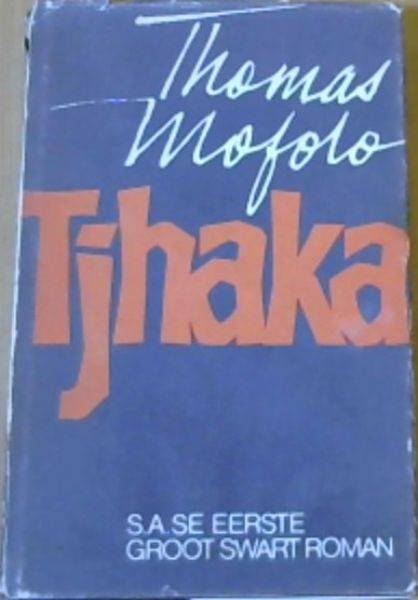 Thomas
Mofolo
Tjhaka
S.A. SE EERSTE
GROOT SWART ROMAN